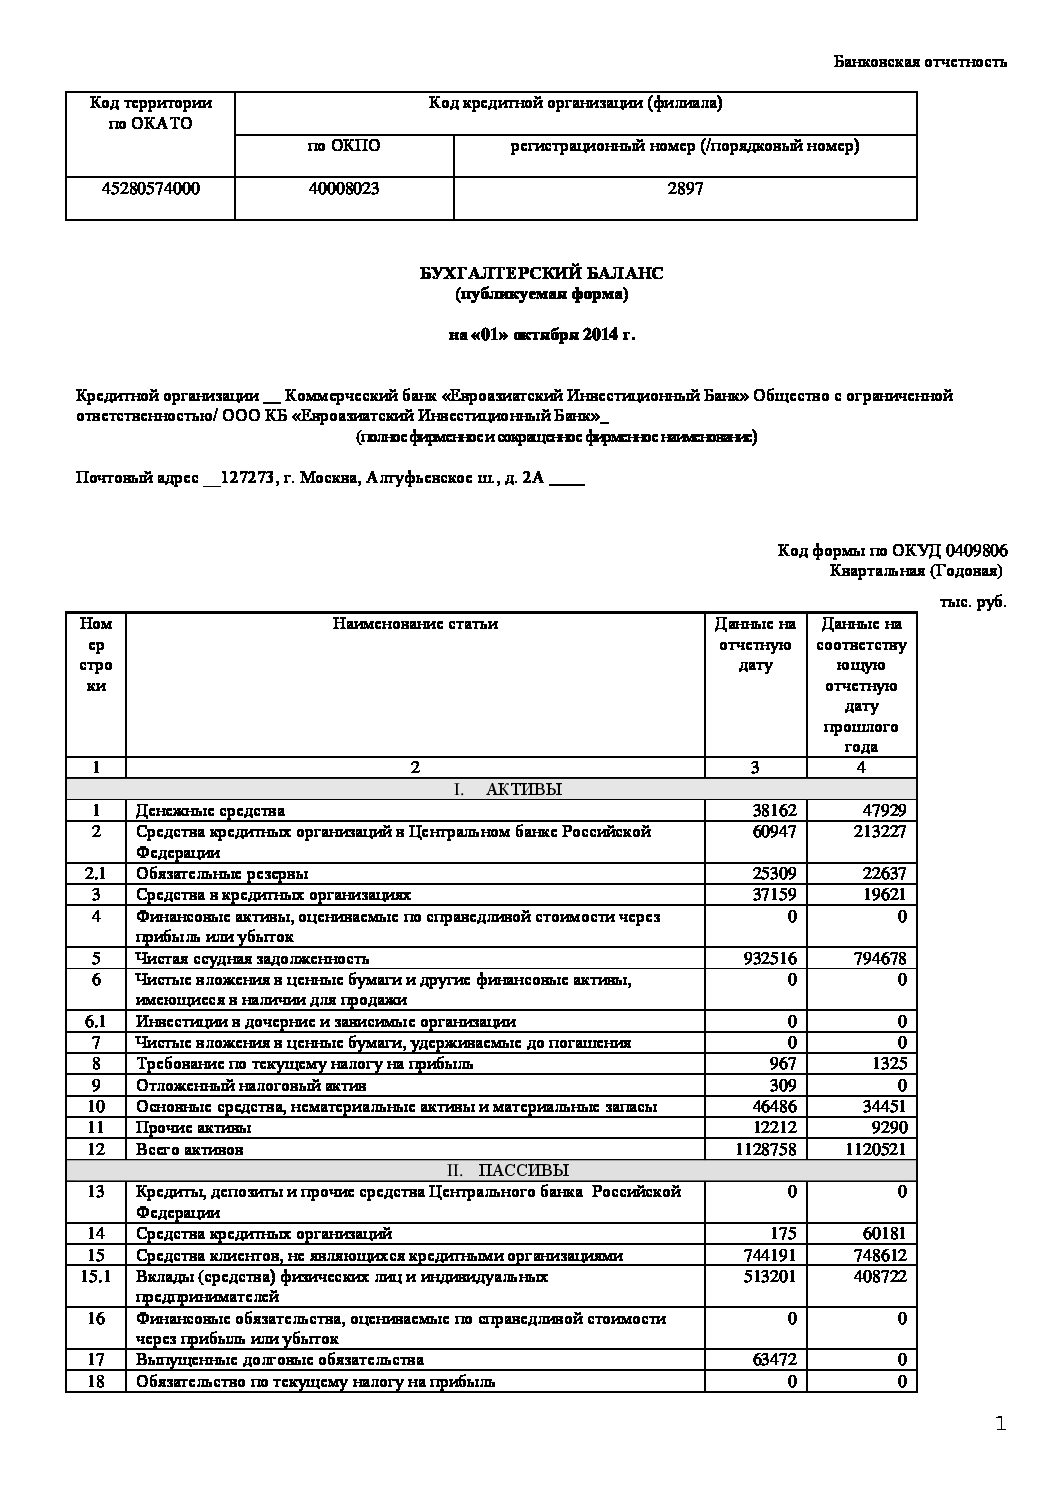 Банковская отчетность
Код территории
по ОКАТО
Код кредитной организации (филиала)
по ОКПО
регистрационный номер (/порядковый номер)
45280574000
40008023
2897
БУХГАЛТЕРСКИЙ БАЛАНС
(публикуемая форма)
на «01» октября 2014 г.
Кредитной организации __ Коммерческий банк «Евроазиатский Инвестиционный Банк» Общество с ограниченной
ответственностью/ ООО КБ «Евроазиатский Инвестиционный Банк»_
(полное фирменное и сокращенное фирменное наименование)
Почтовый адрес __127273, г. Москва, Алтуфьевское ш., д. 2А ____
Код формы по ОКУД 0409806
Квартальная (Годовая)
тыс. руб.
Ном
ер
стро
ки
Наименование статьи
Данные на
отчетную
дату
Данные на
соответству
ющую
отчетную
дату
прошлого
года
1 2 3 4
I. АКТИВЫ
1 Денежные средства 38162 47929
2 Средства кредитных организаций в Центральном банке Российской 60947 213227
Федерации
2.1 Обязательные резервы 25309 22637
3 Средства в кредитных организациях 37159 19621
4 Финансовые активы, оцениваемые по справедливой стоимости через 0 0
прибыль или убыток
5 Чистая ссудная задолженность 932516 794678
6 Чистые вложения в ценные бумаги и другие финансовые активы, 0 0
имеющиеся в наличии для продажи
6.1 Инвестиции в дочерние и зависимые организации 0 0
7 Чистые вложения в ценные бумаги, удерживаемые до погашения 0 0
8 Требование по текущему налогу на прибыль 967 1325
9 Отложенный налоговый актив 309 0
10 Основные средства, нематериальные активы и материальные запасы 46486 34451
11 Прочие активы 12212 9290
12 Всего активов 1128758 1120521
II. ПАССИВЫ
13 Кредиты, депозиты и прочие средства Центрального банка Российской 0 0
Федерации
14 Средства кредитных организаций 175 60181
15 Средства клиентов, не являющихся кредитными организациями 744191 748612
15.1 Вклады (средства) физических лиц и индивидуальных 513201 408722
предпринимателей
16 Финансовые обязательства, оцениваемые по справедливой стоимости 0 0
через прибыль или убыток
17 Выпущенные долговые обязательства 63472 0
18 Обязательство по текущему налогу на прибыль 0 0
1